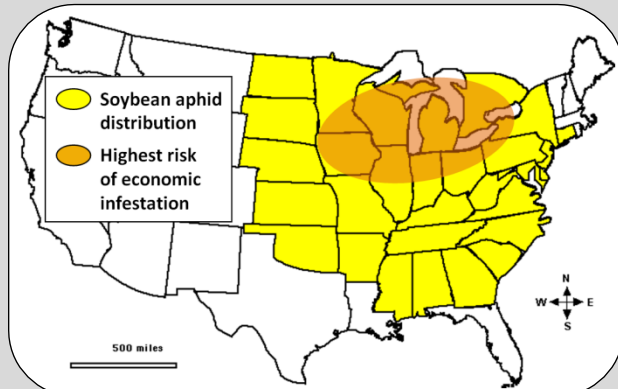 Soybean aphid
distribution
Highest risk
of economic
infestation
N
W E
S
500 miles